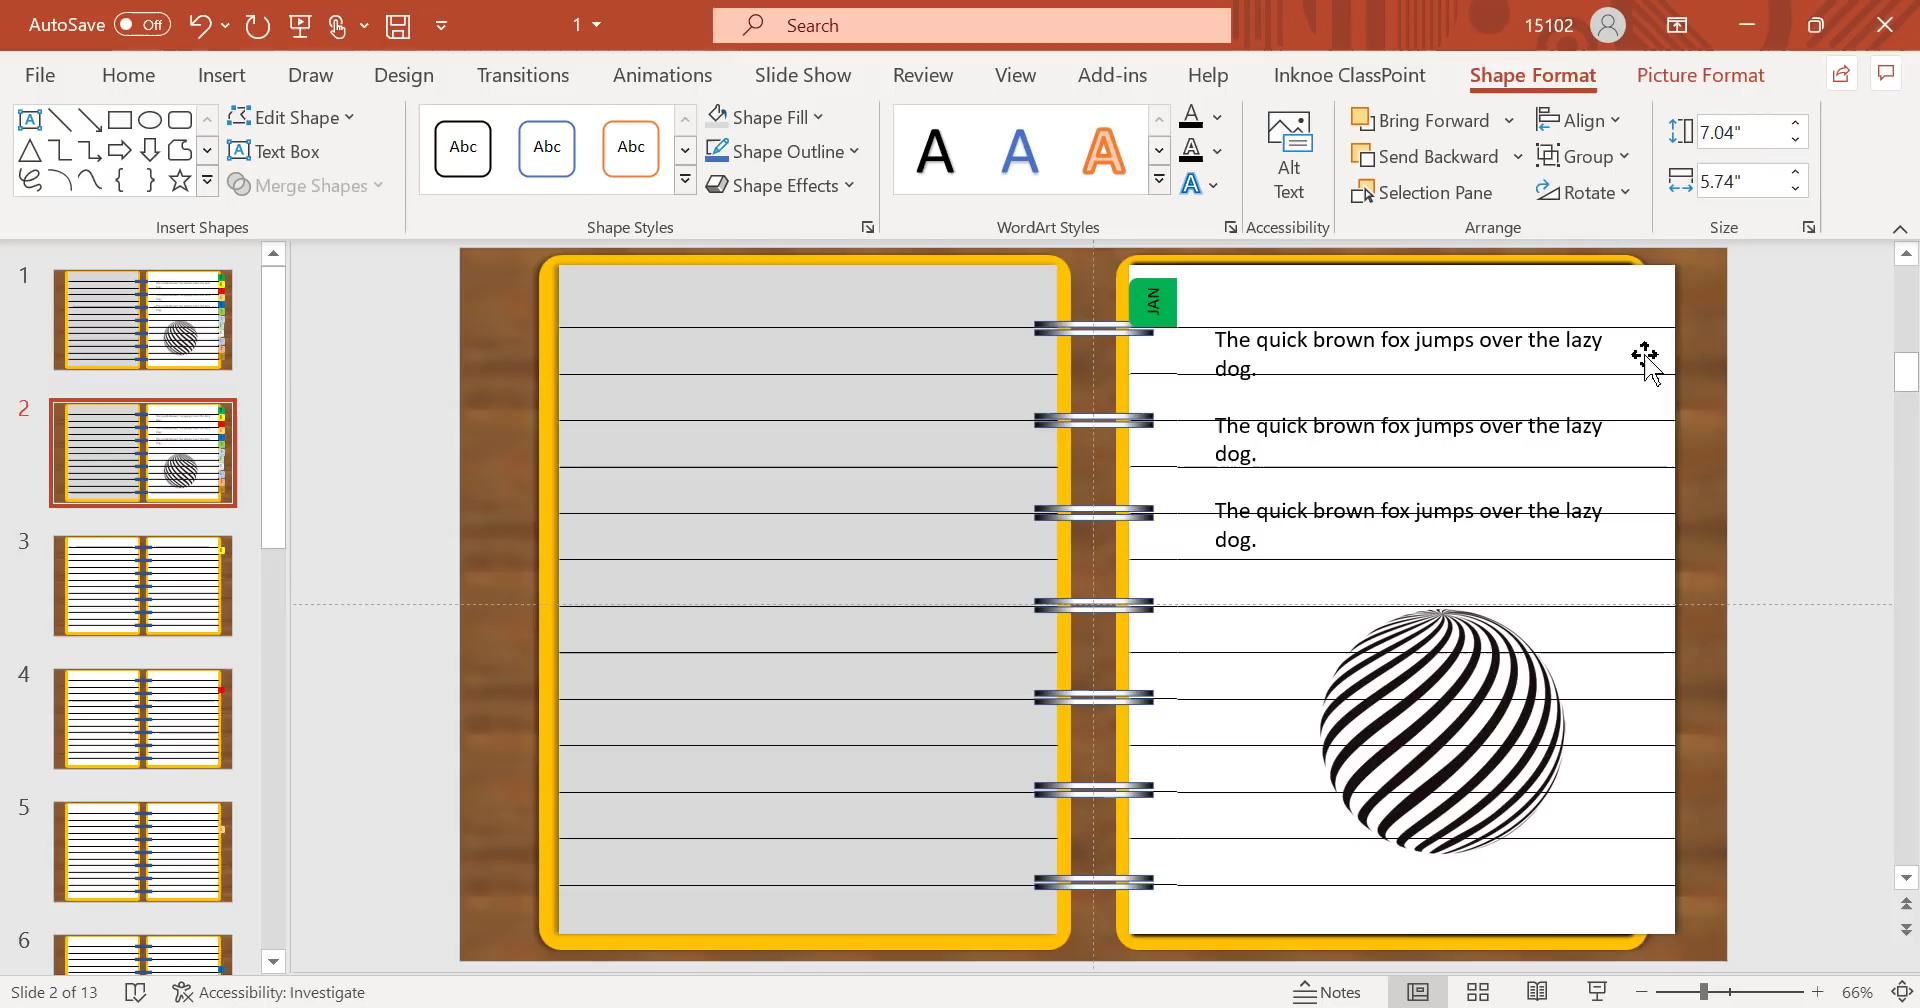 AutoSave Off 1 Search 15102
File Home Insert Draw Design Transitions Animations Slide Show Review View Add-ins Help Inknoe ClassPoint Shape Format Picture Format
Edit Shape
Text Box
Merge Shapes
Insert Shapes
Abc Abc Abc
Shape Fill
Shape Outline
Shape Effects
Shape Styles
A A A
WordArt Styles
Alt
Text
Accessibility
Bring Forward
Send Backward
Selection Pane
Align
Group
Rotate
Arrange
7.04"
5.74"
Size
1
2
3
4
5
6
JAN
The quick brown fox jumps over the lazy
dog.
The quick brown fox jumps over the lazy
dog.
The quick brown fox jumps over the lazy
dog.
Slide 2 of 13 Accessibility: Investigate Notes 66%